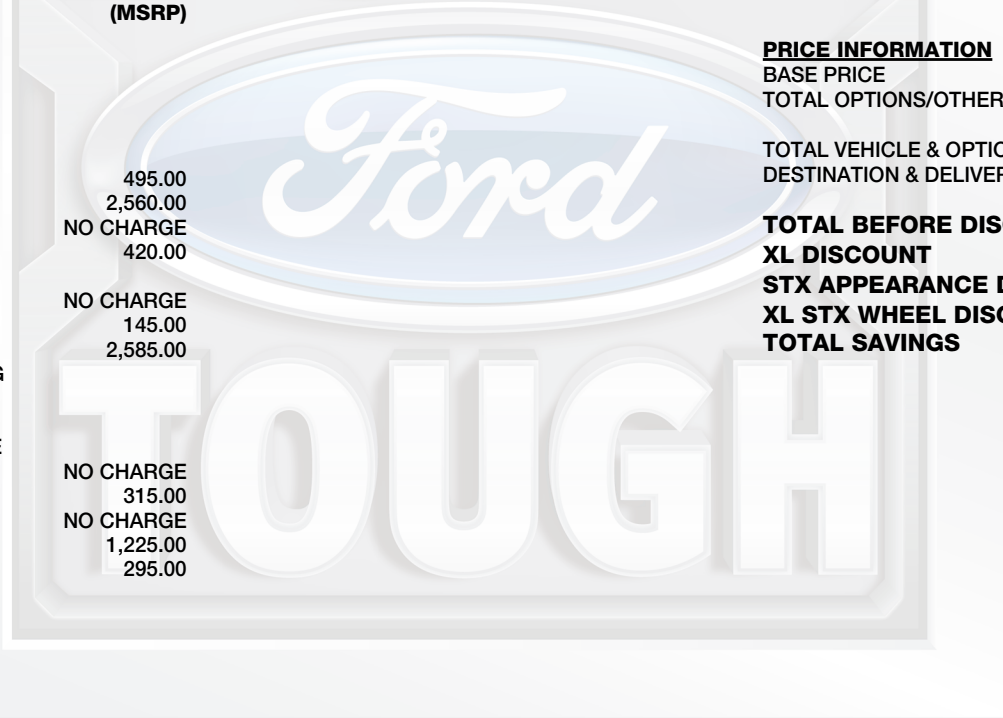 (MSRP)
495.00
2,560.00
NO CHARGE
420.00
NO CHARGE
145.00
2,585.00
G
E
NO CHARGE
315.00
NO CHARGE
1,225.00
295.00
PRICE INFORMATION
BASE PRICE
TOTAL OPTIONS/OTHER
TOTAL VEHICLE & OPTIO
DESTINATION & DELIVER
TOTAL BEFORE DISC
XL DISCOUNT
STX APPEARANCE D
XL STX WHEEL DISC
TOTAL SAVINGS
Ford
TOUGH